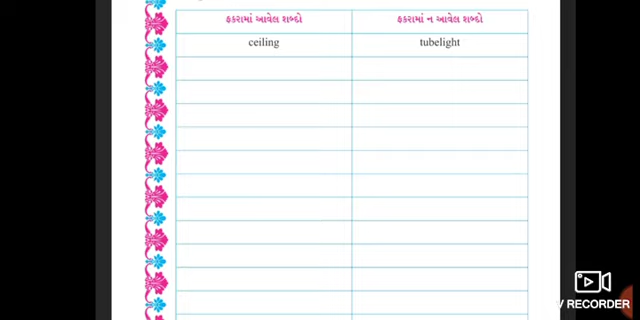 ફકરામાં આવેલ શબ્દો
ફકરામાં ન આવેલ શબ્દો
ceiling
tubelight
V RECORDER